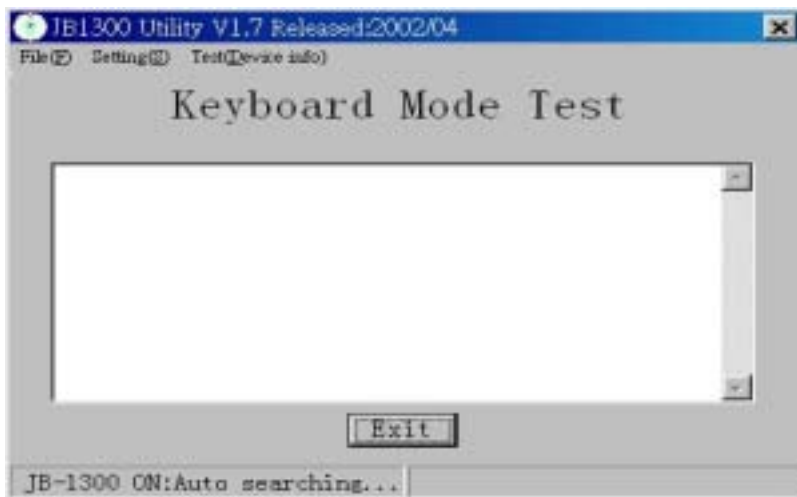 JB1300 Utility V1.7 Released:2002/04
File(F) Setting(S) Test(Device info)
Keyboard Mode Test
Exit
JB-1300 ON:Auto searching...